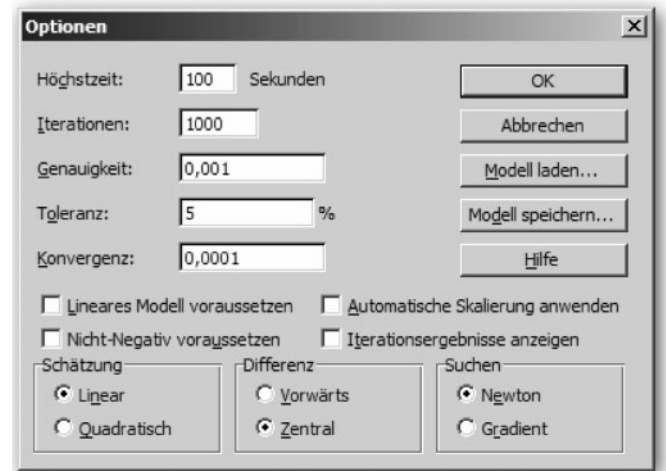 Optionen
Höchstzeit: 100 Sekunden OK
Iterationen: 1000 Abbrechen
Genauigkeit: 0,001 Modell laden...
Toleranz: 5 % Modell speichern...
Konvergenz: 0,0001 Hilfe
Lineares Modell voraussetzen Automatische Skalierung anwenden
Nicht-Negativ voraussetzen Iterationsergebnisse anzeigen
Schätzung Differenz Suchen
Linear Vorwärts Newton
Quadratisch Zentral Gradient